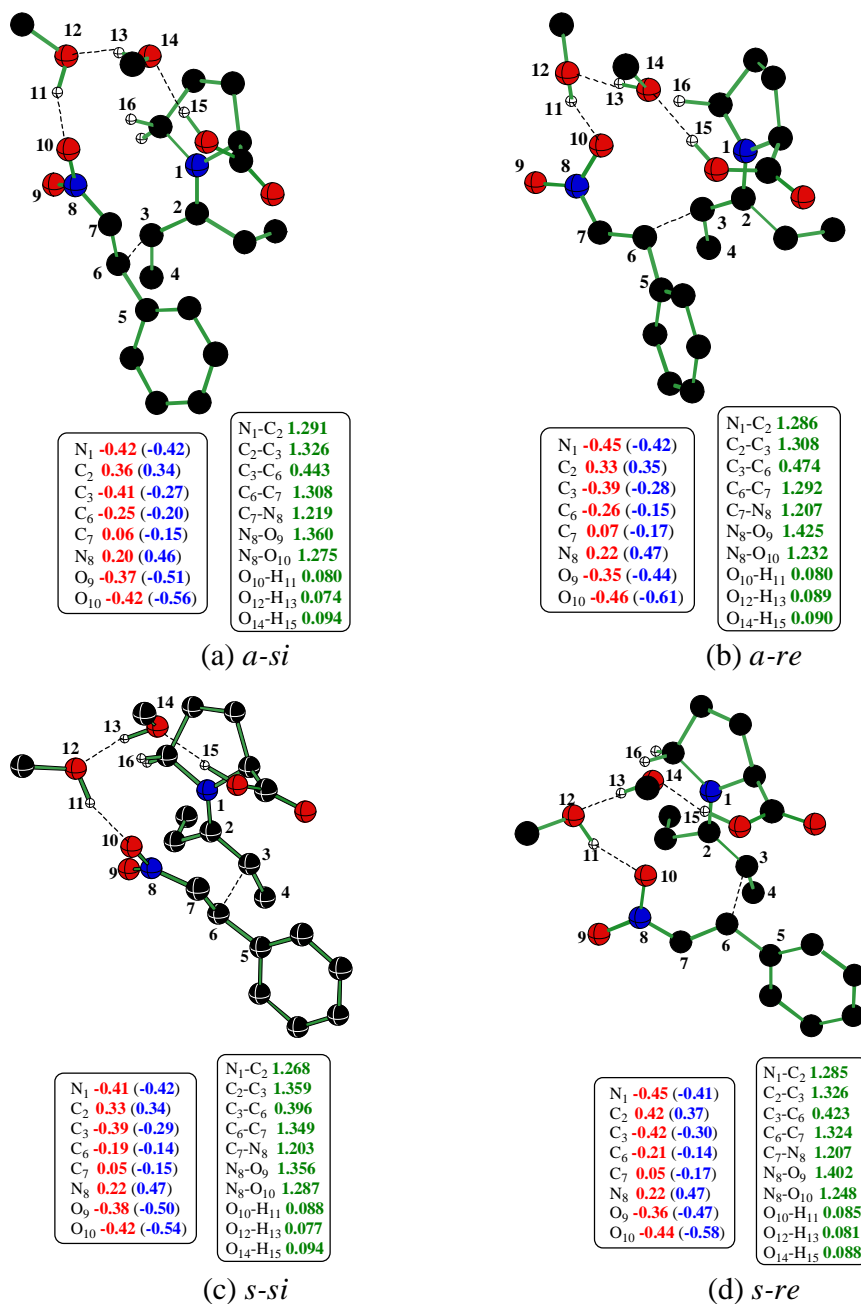 12
13
14
11
16
15
10
1
9
8
2
7
3
6
4
5
N1 -0.42 (-0.42)
C2 0.36 (0.34)
C3 -0.41 (-0.27)
C6 -0.25 (-0.20)
C7 0.06 (-0.15)
N8 0.20 (0.46)
O9 -0.37 (-0.51)
O10 -0.42 (-0.56)
N1-C2 1.291
C2-C3 1.326
C3-C6 0.443
C6-C7 1.308
C7-N8 1.219
N8-O9 1.360
N8-O10 1.275
O10-H11 0.080
O12-H13 0.074
O14-H15 0.094
(a) a-si
12
14
13
16
11
10
15
1
9
8
2
3
7
6
4
5
N1 -0.45 (-0.42)
C2 0.33 (0.35)
C3 -0.39 (-0.28)
C6 -0.26 (-0.15)
C7 0.07 (-0.17)
N8 0.22 (0.47)
O9 -0.35 (-0.44)
O10 -0.46 (-0.61)
N1-C2 1.286
C2-C3 1.308
C3-C6 0.474
C6-C7 1.292
C7-N8 1.207
N8-O9 1.425
N8-O10 1.232
O10-H11 0.080
O12-H13 0.089
O14-H15 0.090
(b) a-re
14
13
12
15
16
1
11
2
10
3
9
8
4
7
6
5
N1 -0.41 (-0.42)
C2 0.33 (0.34)
C3 -0.39 (-0.29)
C6 -0.19 (-0.14)
C7 0.05 (-0.15)
N8 0.22 (0.47)
O9 -0.38 (-0.50)
O10 -0.42 (-0.54)
N1-C2 1.268
C2-C3 1.359
C3-C6 0.396
C6-C7 1.349
C7-N8 1.203
N8-O9 1.356
N8-O10 1.287
O10-H11 0.088
O12-H13 0.077
O14-H15 0.094
(c) s-si
16
13
14
12
1
15
11
2
3
10
4
9
8
6
7
5
N1 -0.45 (-0.41)
C2 0.42 (0.37)
C3 -0.42 (-0.30)
C6 -0.21 (-0.14)
C7 0.05 (-0.17)
N8 0.22 (0.47)
O9 -0.36 (-0.47)
O10 -0.44 (-0.58)
N1-C2 1.285
C2-C3 1.326
C3-C6 0.423
C6-C7 1.324
C7-N8 1.207
N8-O9 1.402
N8-O10 1.248
O10-H11 0.085
O12-H13 0.081
O14-H15 0.088
(d) s-re